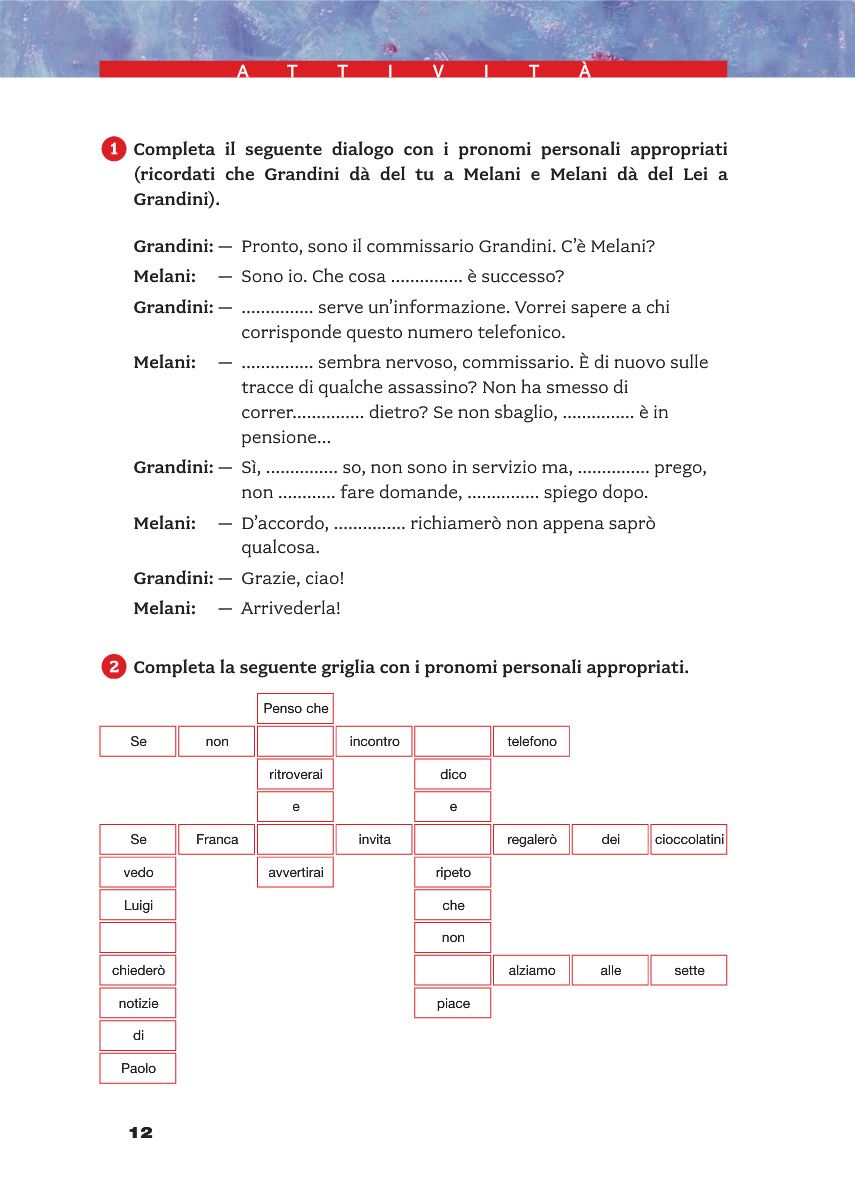 ATTIVITÀ
1 Completa il seguente dialogo con i pronomi personali appropriati
(ricordati che Grandini dà del tu a Melani e Melani dà del Lei a
Grandini).
Grandini: — Pronto, sono il commissario Grandini. C’è Melani?
Melani: — Sono io. Che cosa ............... è successo?
Grandini: — ............... serve un’informazione. Vorrei sapere a chi
corrisponde questo numero telefonico.
Melani: — ............... sembra nervoso, commissario. È di nuovo sulle
tracce di qualche assassino? Non ha smesso di
correr............... dietro? Se non sbaglio, ............... è in
pensione...
Grandini: — Sì, ............... so, non sono in servizio ma, ............... prego,
non ............ fare domande, ............... spiego dopo.
Melani: — D’accordo, ............... richiamerò non appena saprò
qualcosa.
Grandini: — Grazie, ciao!
Melani: — Arrivederla!
2 Completa la seguente griglia con i pronomi personali appropriati.
Penso che
Se non incontro telefono
ritroverai dico
e e
Se Franca invita regalerò dei cioccolatini
vedo avvertirai ripeto
Luigi che
non
chiederò alziamo alle sette
notizie piace
di
Paolo
12